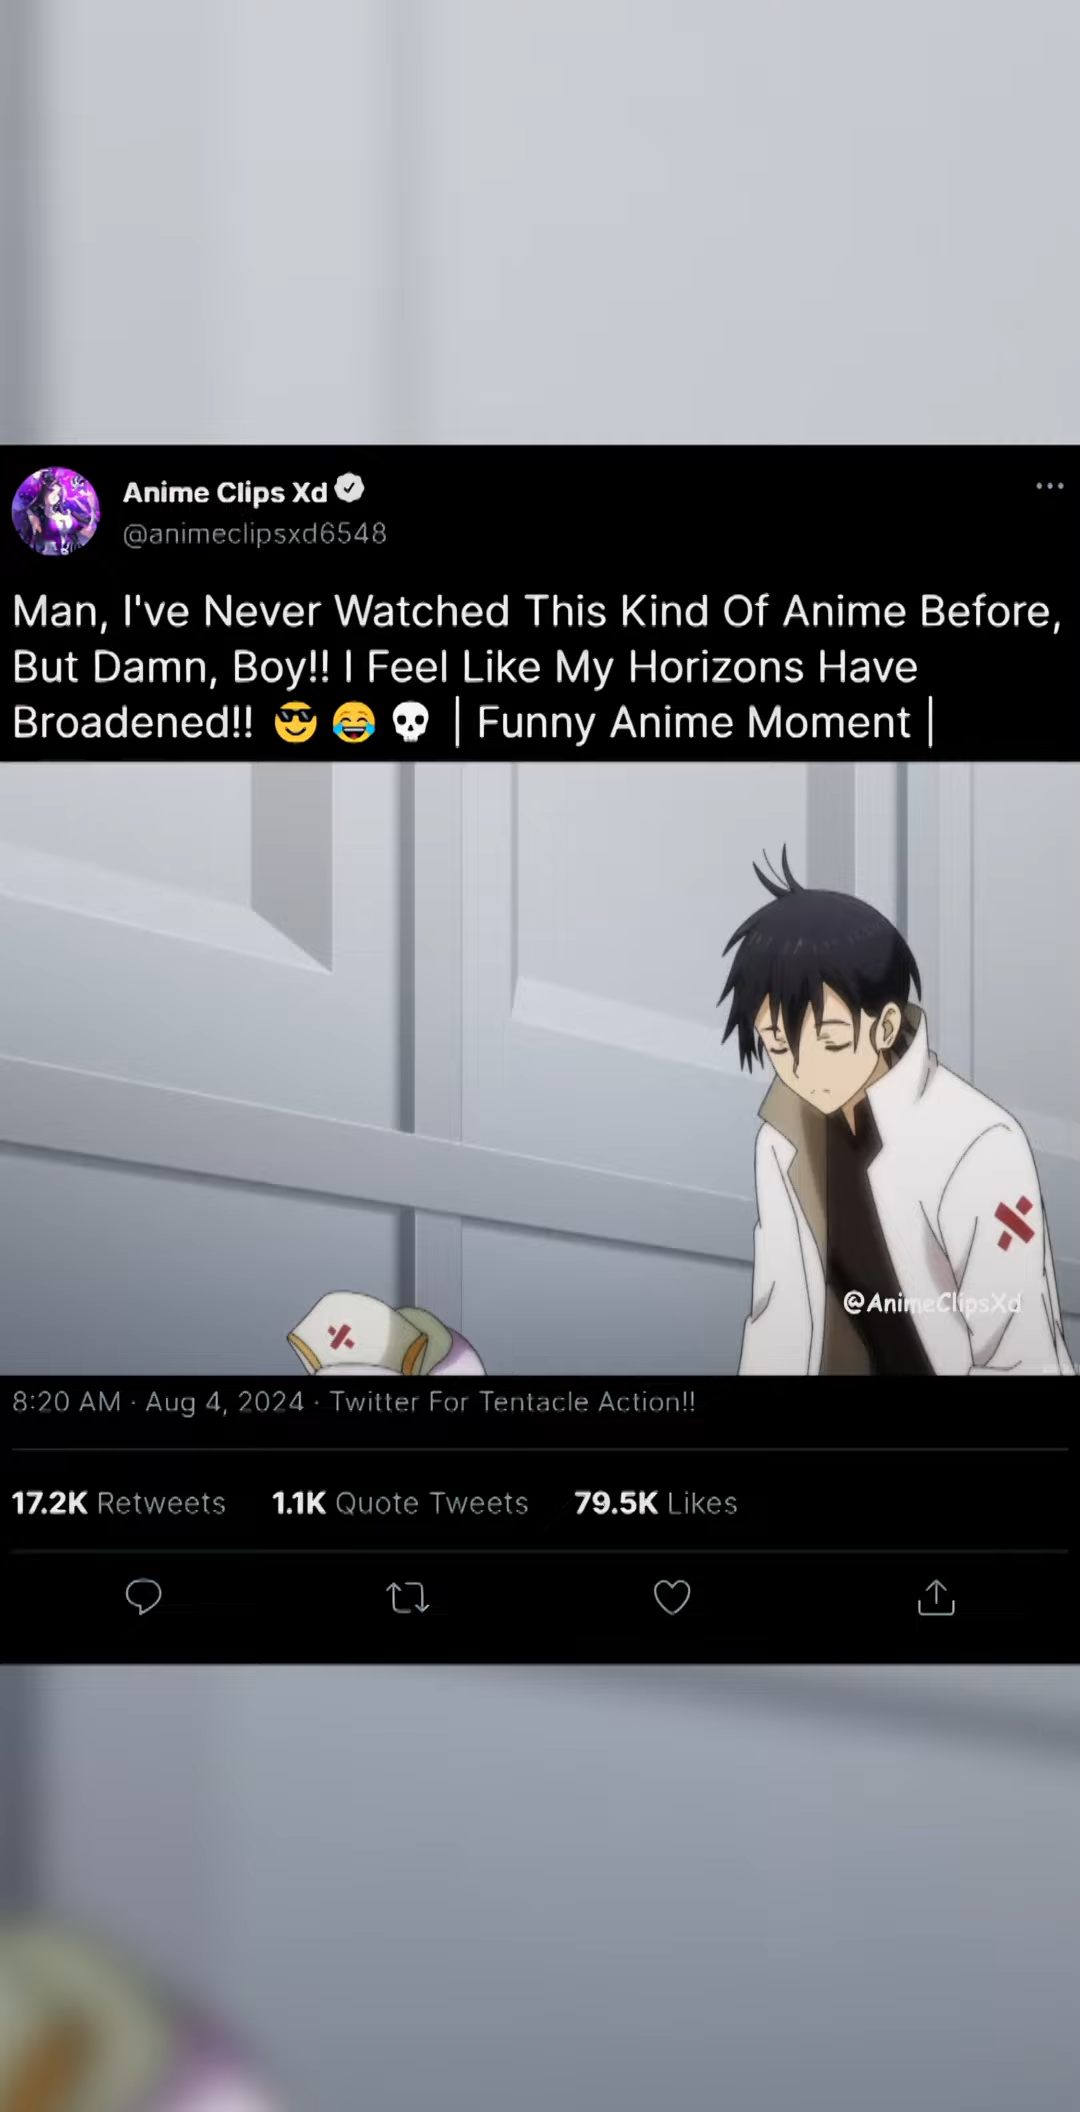 Anime Clips Xd
@animeclipsxd6548
Man, I've Never Watched This Kind Of Anime Before,
But Damn, Boy!! I Feel Like My Horizons Have
Broadened!! 😎 😂 💀 | Funny Anime Moment |
@AnimeClipsXd
8:20 AM · Aug 4, 2024 · Twitter For Tentacle Action!!
17.2K Retweets 1.1K Quote Tweets 79.5K Likes